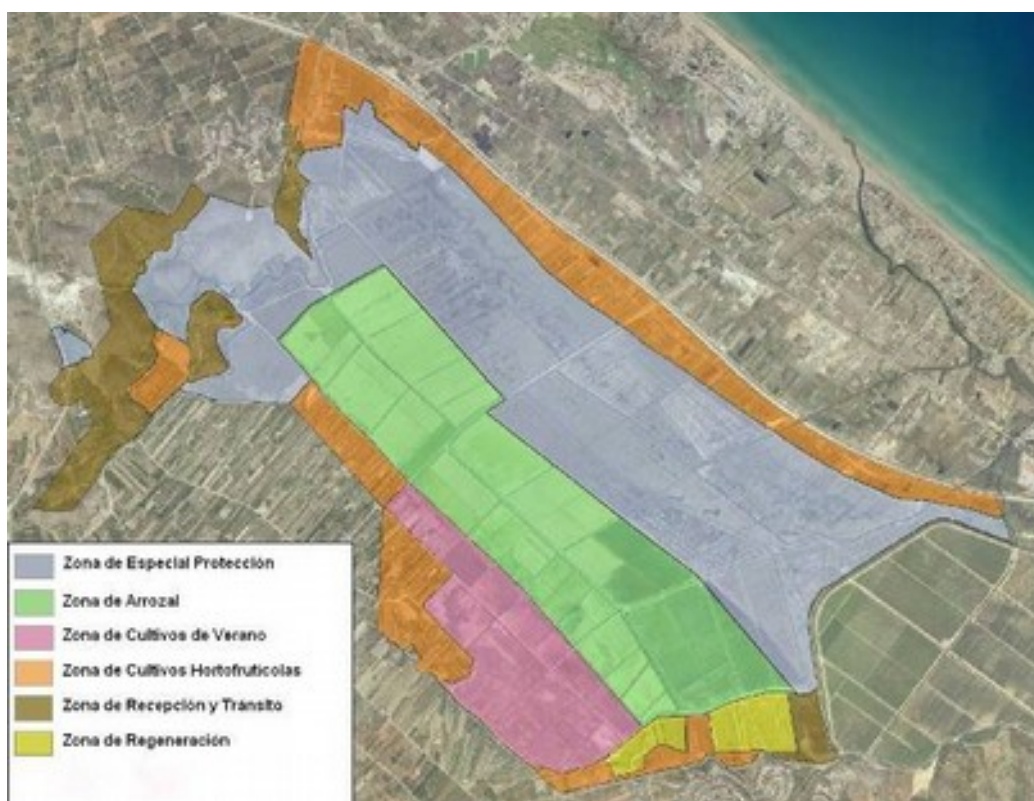 Zona de Especial Protección
Zona de Arrozal
Zona de Cultivos de Verano
Zona de Cultivos Hortofrutícolas
Zona de Recepción y Tránsito
Zona de Regeneración